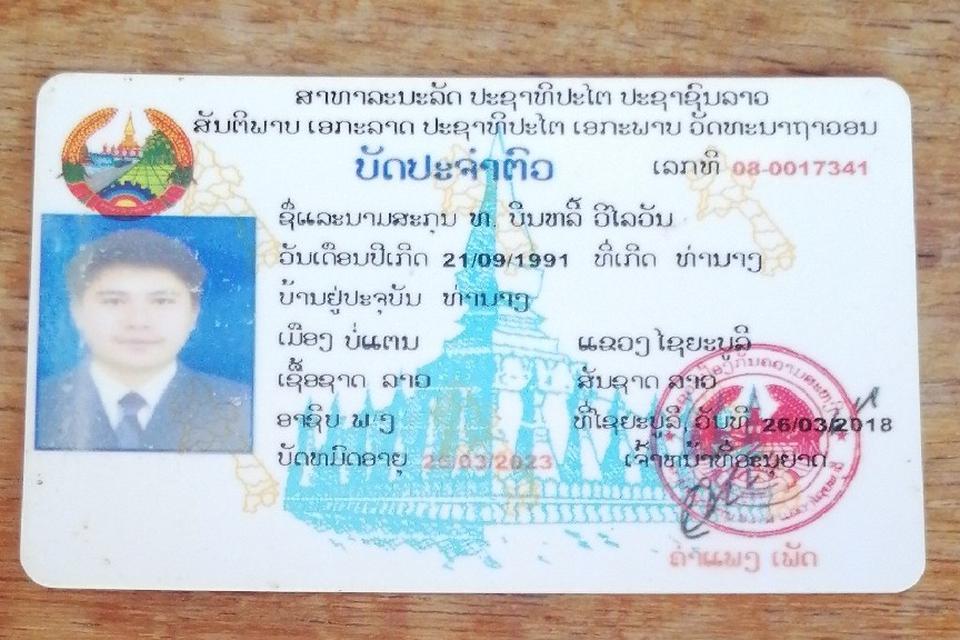 ສາທາລະນະລັດ ປະຊາທິປະໄຕ ປະຊາຊົນລາວ
ສັນຕິພາບ ເອກະລາດ ປະຊາທິປະໄຕ ເອກະພາບ ວັດທະນາຖາວອນ
ບັດປະຈຳຕົວ ເລກທີ 08-0017341
ຊື່ແລະນາມສະກຸນ ທ. ບຸນຫລີ້ ວິໄລວັນ
ວັນເດືອນປີເກີດ 21/09/1991 ທີ່ເກີດ ທ່ານາງ
ບ້ານຢູ່ປະຈຸບັນ ທ່ານາງ
ເມືອງ ບໍ່ແຕນ ແຂວງ ໄຊຍະບູລີ
ເຊື້ອຊາດ ລາວ ສັນຊາດ ລາວ
ອາຊີບ ພ/ງ ທີ່ໄຊຍະບູລີ, ວັນທີ 26/03/2018
ບັດຫມົດອາຍຸ 26/03/2023 ເຈົ້າຫນ້າທີ່ອະນຸຍາດ
ຄຳແພງ ເພັດ